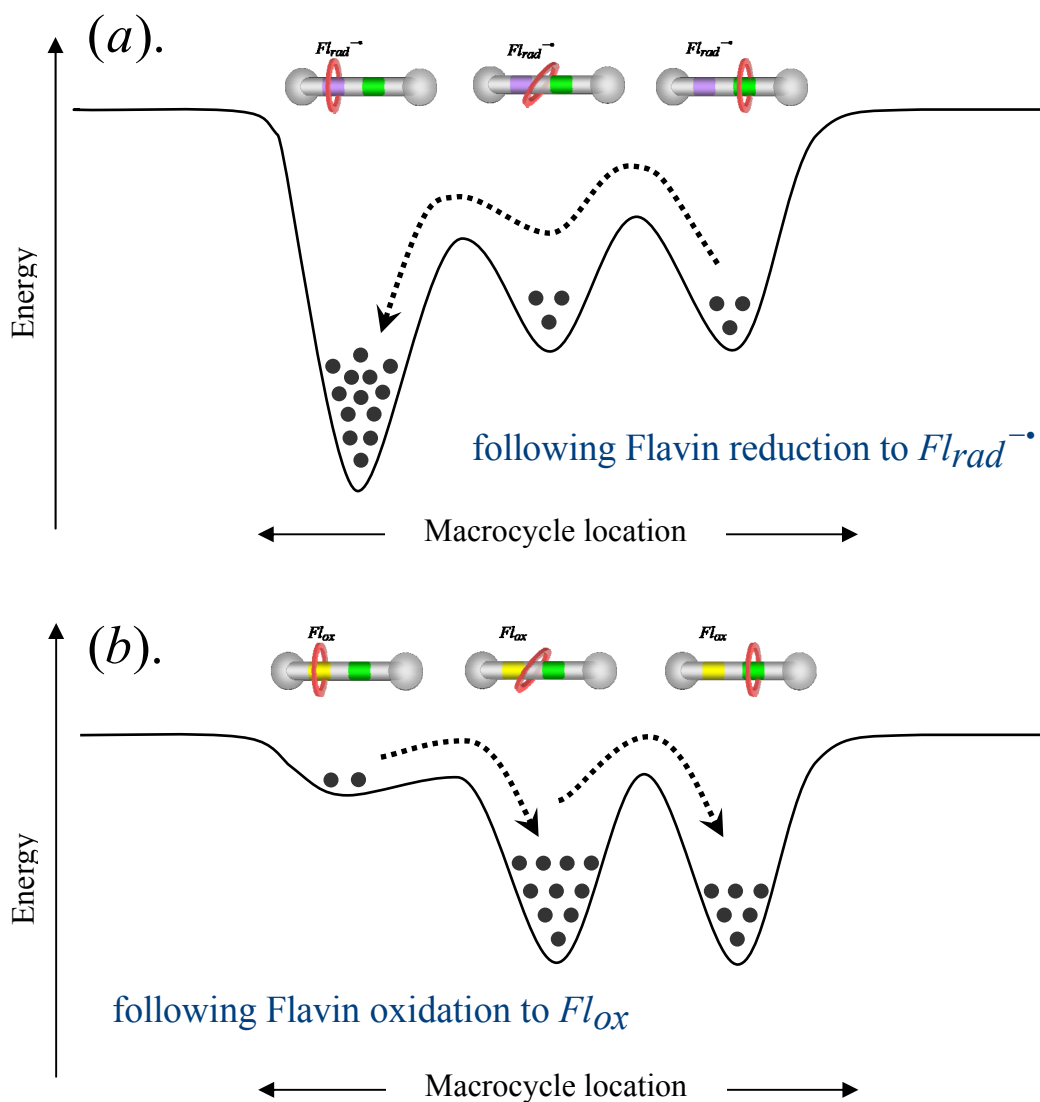 (a).
Fl_rad^−• Fl_rad^−• Fl_rad^−•
Energy
following Flavin reduction to Fl_rad^−•
Macrocycle location
(b).
Fl_ox Fl_ox Fl_ox
Energy
following Flavin oxidation to Fl_ox
Macrocycle location